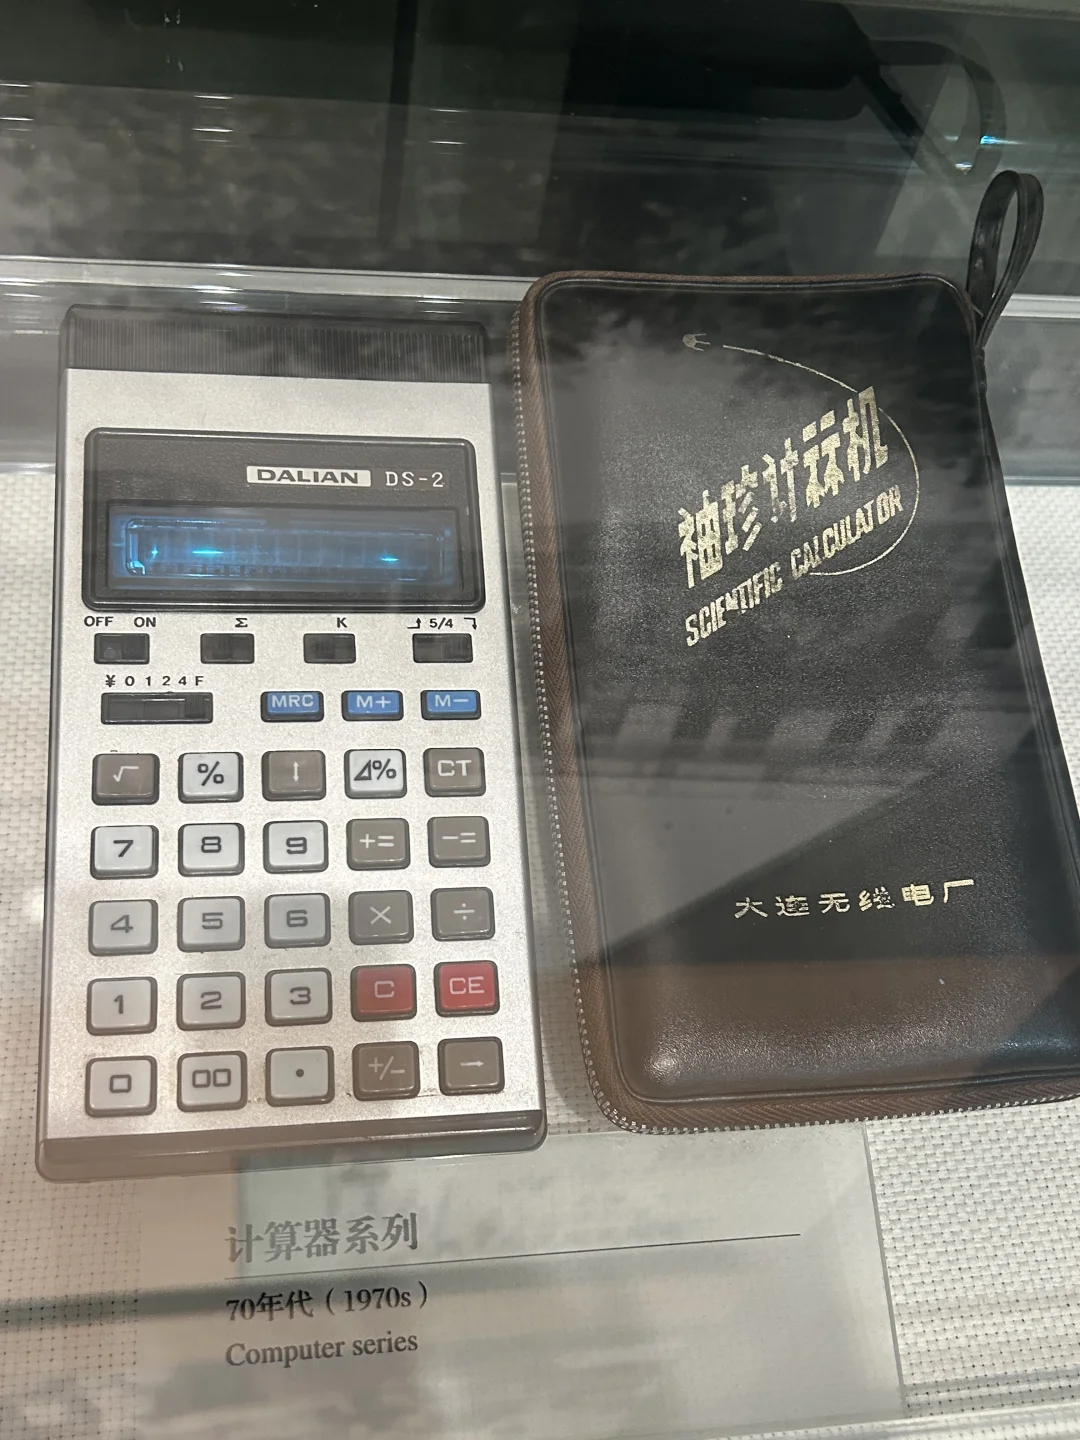 DALIAN DS-2
OFF ON Σ K 5/4
¥ 0 1 2 4 F
MRC M+ M−
√ % ↕ ⊿% CT
7 8 9 += −=
4 5 6 × ÷
1 2 3 C CE
0 00 • +/− →
袖珍计祘机
SCIENTIFIC CALCULATOR
大连无线电厂
计算器系列
70年代（1970s）
Computer series